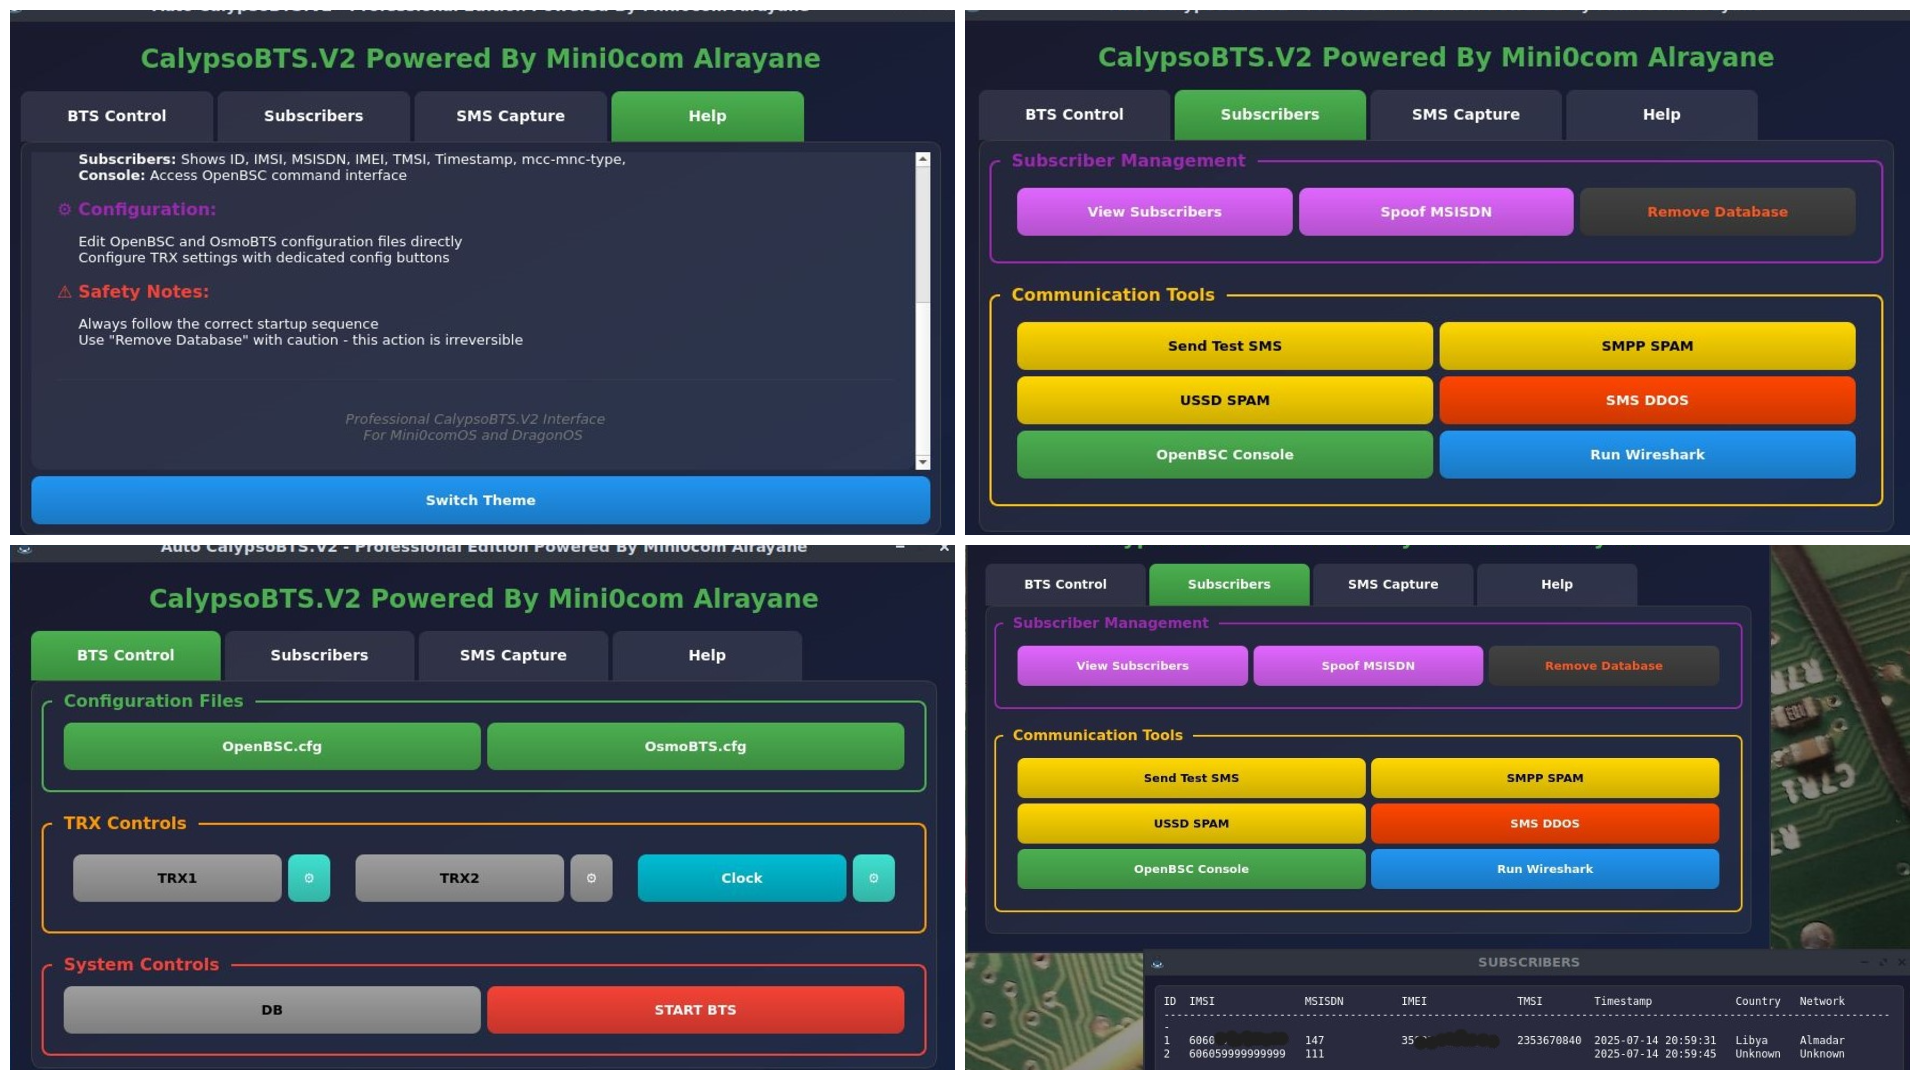 CalypsoBTS.V2 Powered By Mini0com Alrayane
BTS Control
Subscribers
SMS Capture
Help
Subscribers: Shows ID, IMSI, MSISDN, IMEI, TMSI, Timestamp, mcc-mnc-type,
Console: Access OpenBSC command interface
⚙ Configuration:
Edit OpenBSC and OsmoBTS configuration files directly
Configure TRX settings with dedicated config buttons
⚠ Safety Notes:
Always follow the correct startup sequence
Use "Remove Database" with caution - this action is irreversible
Professional CalypsoBTS.V2 Interface
For Mini0comOS and DragonOS
Switch Theme
CalypsoBTS.V2 Powered By Mini0com Alrayane
BTS Control
Subscribers
SMS Capture
Help
Subscriber Management
View Subscribers
Spoof MSISDN
Remove Database
Communication Tools
Send Test SMS
SMPP SPAM
USSD SPAM
SMS DDOS
OpenBSC Console
Run Wireshark
Auto CalypsoBTS.V2 - Professional Edition Powered By Mini0com Alrayane
CalypsoBTS.V2 Powered By Mini0com Alrayane
BTS Control
Subscribers
SMS Capture
Help
Configuration Files
OpenBSC.cfg
OsmoBTS.cfg
TRX Controls
TRX1
TRX2
Clock
System Controls
DB
START BTS
BTS Control
Subscribers
SMS Capture
Help
Subscriber Management
View Subscribers
Spoof MSISDN
Remove Database
Communication Tools
Send Test SMS
SMPP SPAM
USSD SPAM
SMS DDOS
OpenBSC Console
Run Wireshark
SUBSCRIBERS
ID IMSI MSISDN IMEI TMSI Timestamp Country Network
1 6060 147 35 2353670840 2025-07-14 20:59:31 Libya Almadar
2 606059999999999 111 2025-07-14 20:59:45 Unknown Unknown